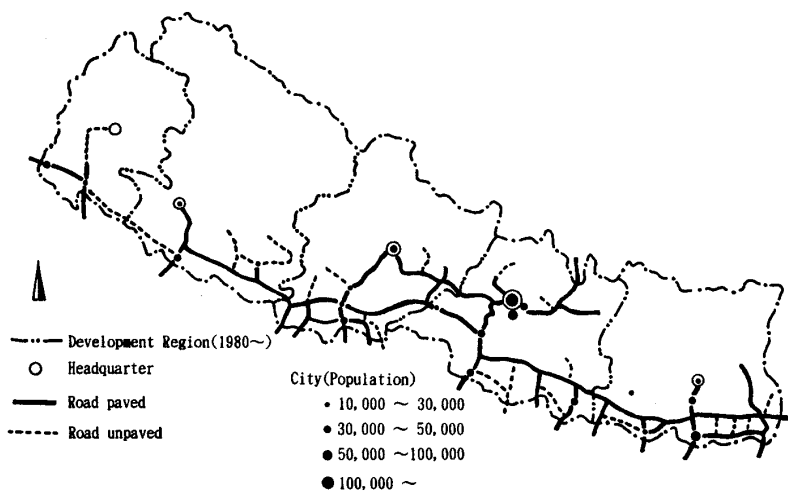 Development Region(1980~)
Headquarter
Road paved
Road unpaved
City(Population)
10,000 ~ 30,000
30,000 ~ 50,000
50,000 ~100,000
100,000 ~